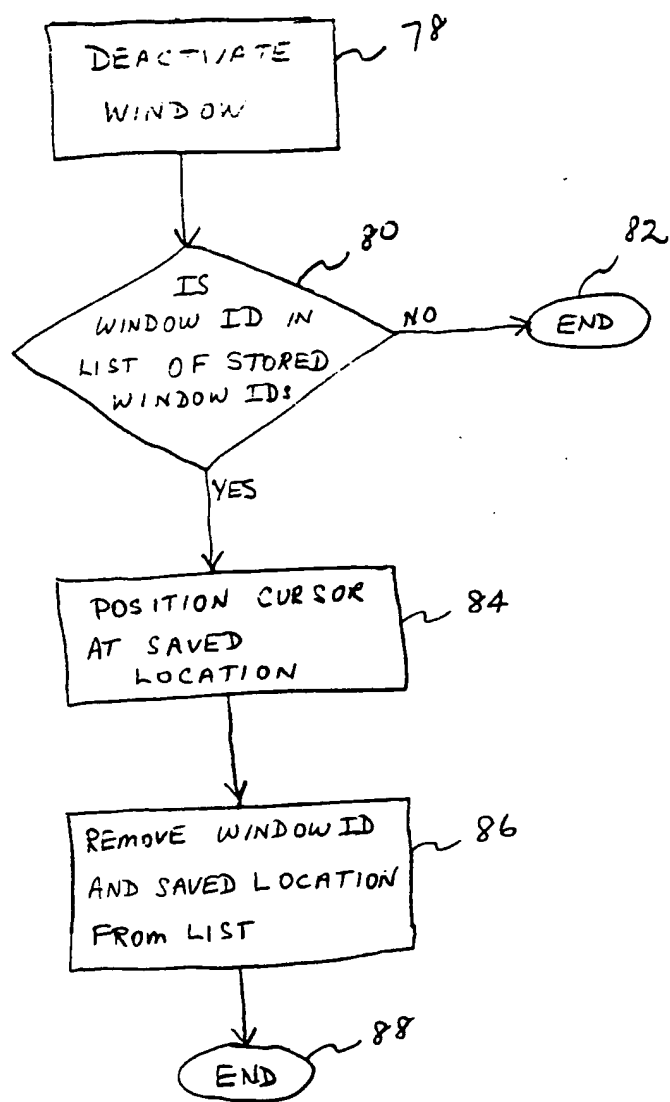 DEACTIVATE
WINDOW
78
IS
WINDOW ID IN
LIST OF STORED
WINDOW IDs
80
NO
82
END
YES
POSITION CURSOR
AT SAVED
LOCATION
84
REMOVE WINDOW ID
AND SAVED LOCATION
FROM LIST
86
END
88